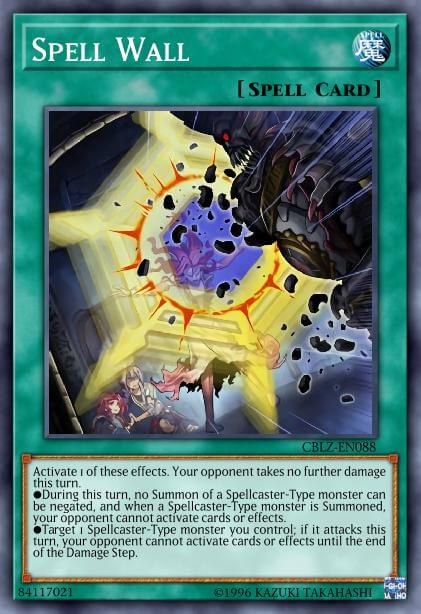 SPELL WALL
SPELL
魔
[SPELL CARD]
CBLZ-EN088
Activate 1 of these effects. Your opponent takes no further damage
this turn.
●During this turn, no Summon of a Spellcaster-Type monster can
be negated, and when a Spellcaster-Type monster is Summoned,
your opponent cannot activate cards or effects.
●Target 1 Spellcaster-Type monster you control; if it attacks this
turn, your opponent cannot activate cards or effects until the end
of the Damage Step.
84117021
©1996 KAZUKI TAKAHASHI